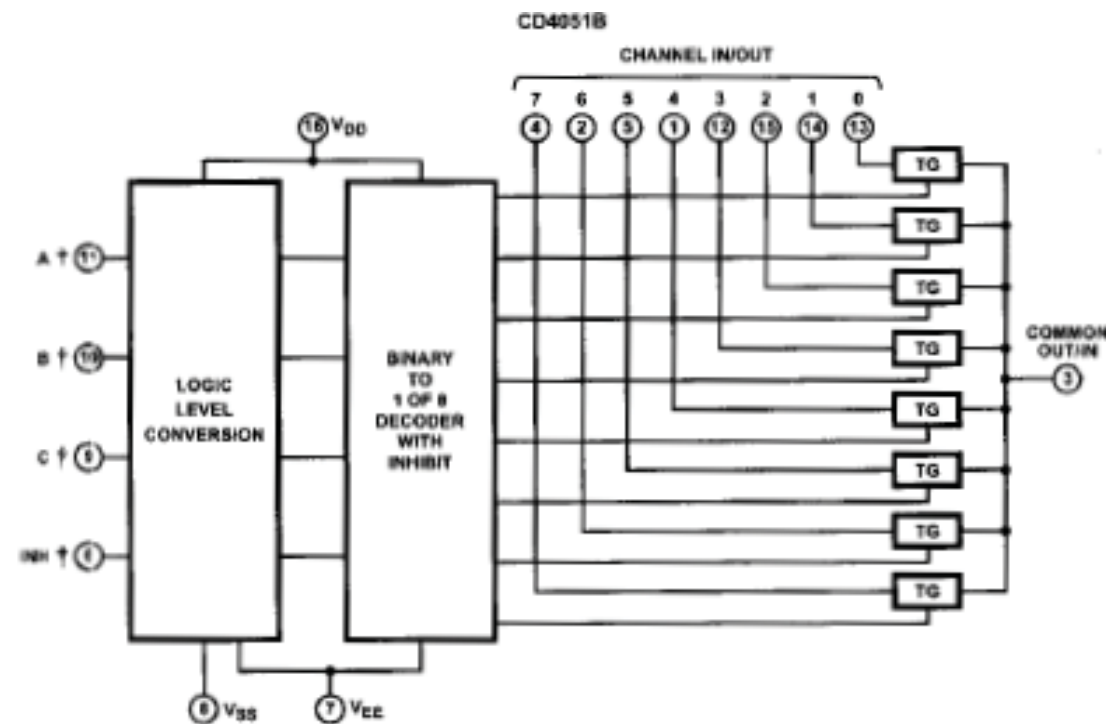 CD4051B
CHANNEL IN/OUT
7 6 5 4 3 2 1 0
4 2 5 1 12 15 14 13
16 VDD
TG
TG
TG
TG
TG
TG
TG
TG
A † 11
B † 10
C † 9
INH † 6
LOGIC
LEVEL
CONVERSION
BINARY
TO
1 OF 8
DECODER
WITH
INHIBIT
COMMON
OUT/IN
3
8 VSS
7 VEE